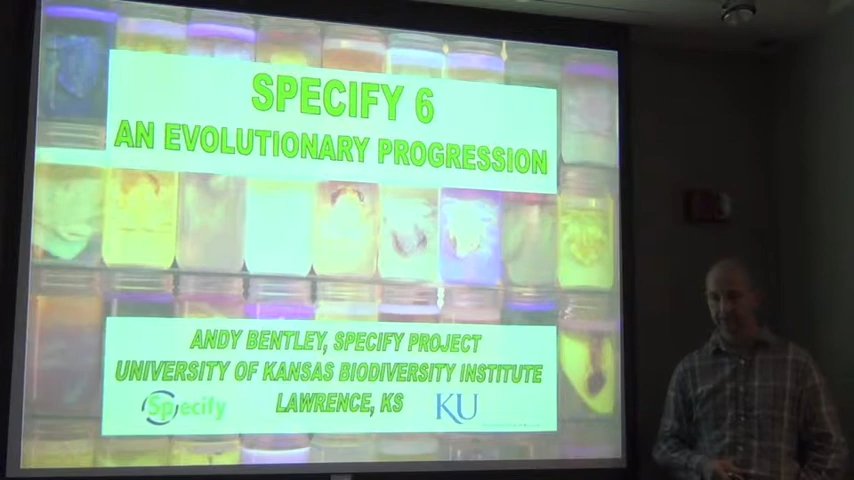 SPECIFY 6
AN EVOLUTIONARY PROGRESSION
ANDY BENTLEY, SPECIFY PROJECT
UNIVERSITY OF KANSAS BIODIVERSITY INSTITUTE
LAWRENCE, KS
Specify
KU